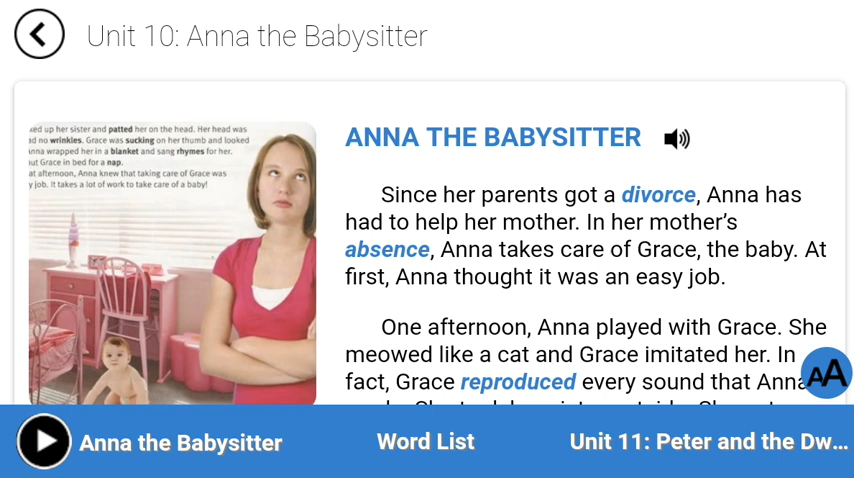 Unit 10: Anna the Babysitter
up her sister and patted her on the head. Her head was
no wrinkles. Grace was sucking on her thumb and looked
wrapped her in a blanket and sang rhymes for her.
Grace in bed for a nap.
at afternoon, Anna knew that taking care of Grace was
y job. It takes a lot of work to take care of a baby!
ANNA THE BABYSITTER
Since her parents got a divorce, Anna has
had to help her mother. In her mother's
absence, Anna takes care of Grace, the baby. At
first, Anna thought it was an easy job.
One afternoon, Anna played with Grace. She
meowed like a cat and Grace imitated her. In
fact, Grace reproduced every sound that Anna
AA
Anna the Babysitter
Word List
Unit 11: Peter and the Dw...